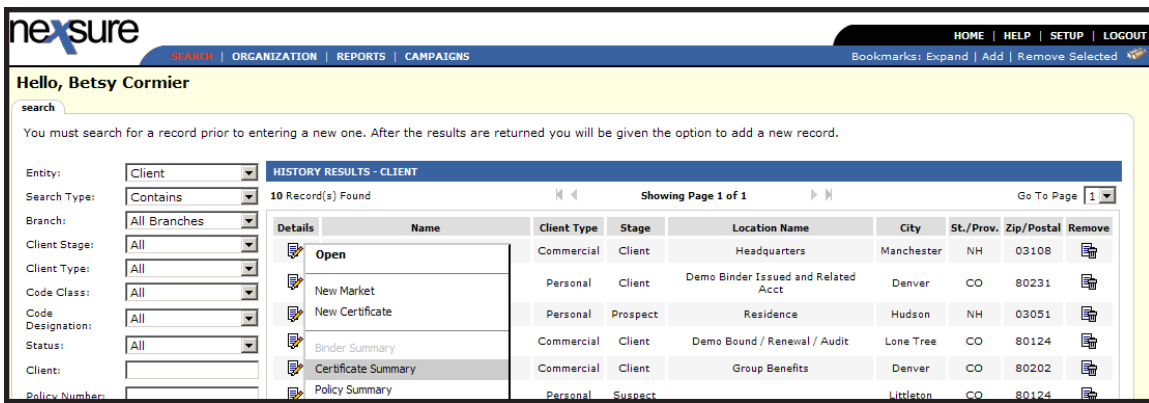 nexsure
HOME | HELP | SETUP | LOGOUT
SEARCH | ORGANIZATION | REPORTS | CAMPAIGNS
Bookmarks: Expand | Add | Remove Selected
Hello, Betsy Cormier
search
You must search for a record prior to entering a new one. After the results are returned you will be given the option to add a new record.
Entity: Client
Search Type: Contains
Branch: All Branches
Client Stage: All
Client Type: All
Code Class: All
Code
Designation: All
Status: All
Client:
Policy Number:
HISTORY RESULTS - CLIENT
10 Record(s) Found Showing Page 1 of 1 Go To Page 1
Details Name Client Type Stage Location Name City St./Prov. Zip/Postal Remove
Commercial Client Headquarters Manchester NH 03108
Personal Client Demo Binder Issued and Related
Acct Denver CO 80231
Personal Prospect Residence Hudson NH 03051
Commercial Client Demo Bound / Renewal / Audit Lone Tree CO 80124
Commercial Client Group Benefits Denver CO 80202
Personal Suspect Littleton CO 80124
Open
New Market
New Certificate
Binder Summary
Certificate Summary
Policy Summary